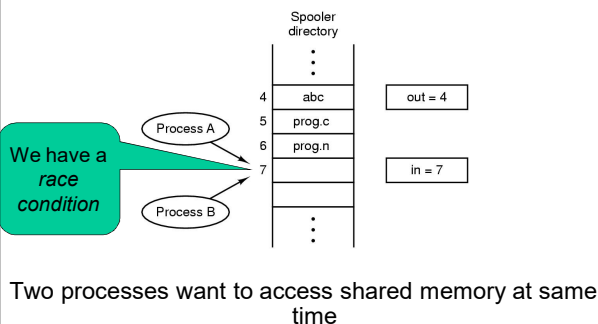 Spooler
directory
4 abc out = 4
Process A 5 prog.c
6 prog.n
We have a
race
condition
7 in = 7
Process B
Two processes want to access shared memory at same
time